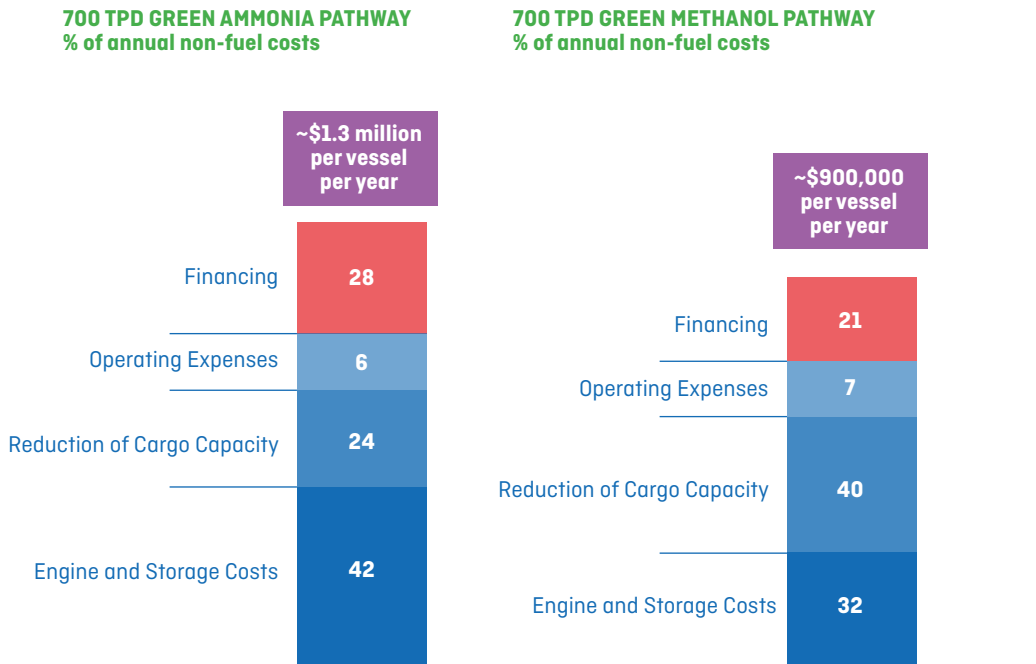 700 TPD GREEN AMMONIA PATHWAY
% of annual non-fuel costs
~$1.3 million
per vessel
per year
Financing
28
Operating Expenses
6
Reduction of Cargo Capacity
24
Engine and Storage Costs
42
700 TPD GREEN METHANOL PATHWAY
% of annual non-fuel costs
~$900,000
per vessel
per year
Financing
21
Operating Expenses
7
Reduction of Cargo Capacity
40
Engine and Storage Costs
32